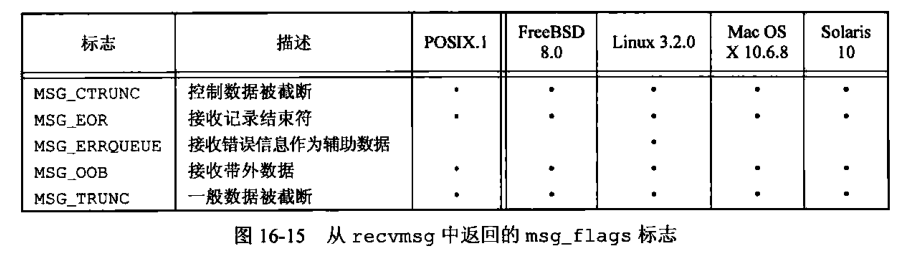 标志 描述 POSIX.1 FreeBSD 8.0 Linux 3.2.0 Mac OS X 10.6.8 Solaris 10
MSG_CTRUNC 控制数据被截断 • • • • •
MSG_EOR 接收记录结束符 • • • • •
MSG_ERRQUEUE 接收错误信息作为辅助数据 •
MSG_OOB 接收带外数据 • • • • •
MSG_TRUNC 一般数据被截断 • • • • •
图 16-15 从 recvmsg 中返回的 msg_flags 标志